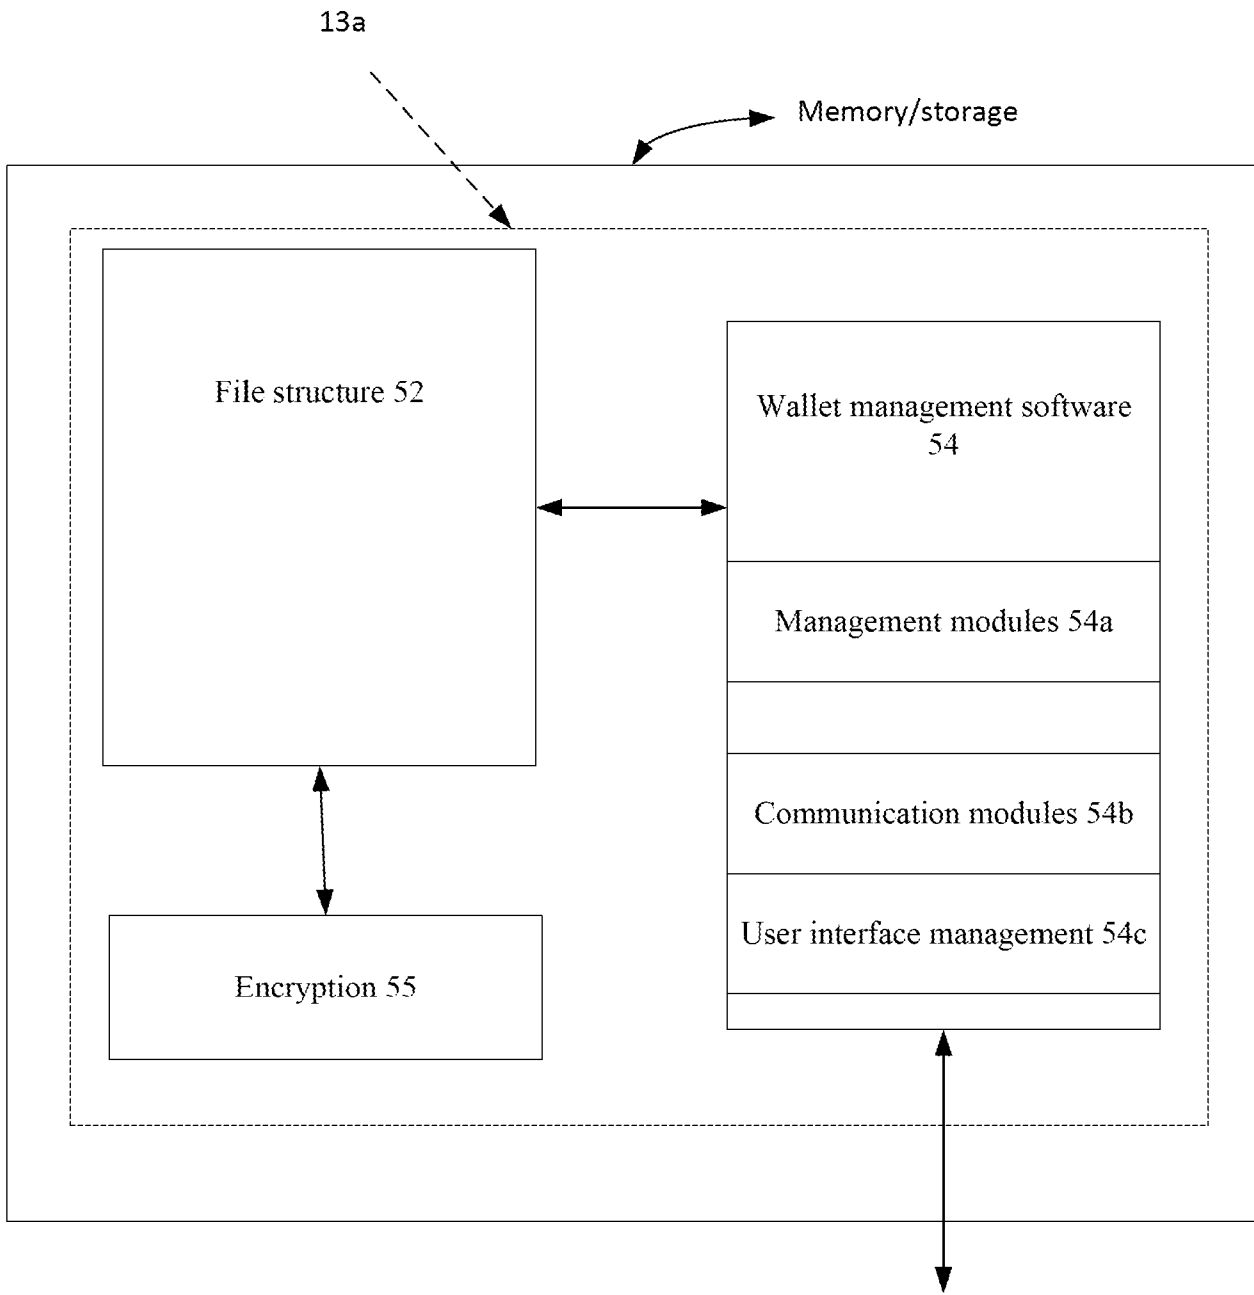 13a
Memory/storage
File structure 52
Wallet management software
54
Management modules 54a
Communication modules 54b
User interface management 54c
Encryption 55